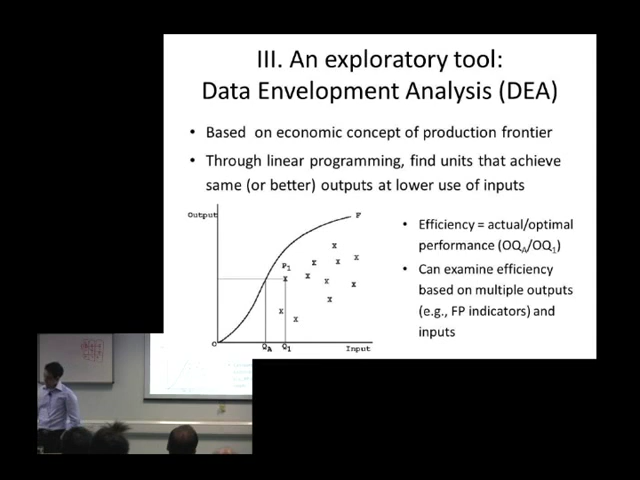 III. An exploratory tool:
Data Envelopment Analysis (DEA)
• Based on economic concept of production frontier
• Through linear programming, find units that achieve
same (or better) outputs at lower use of inputs
Output
F
P1
O
QA
Q1
Input
• Efficiency = actual/optimal
performance (OQA/OQ1)
• Can examine efficiency
based on multiple outputs
(e.g., FP indicators) and
inputs